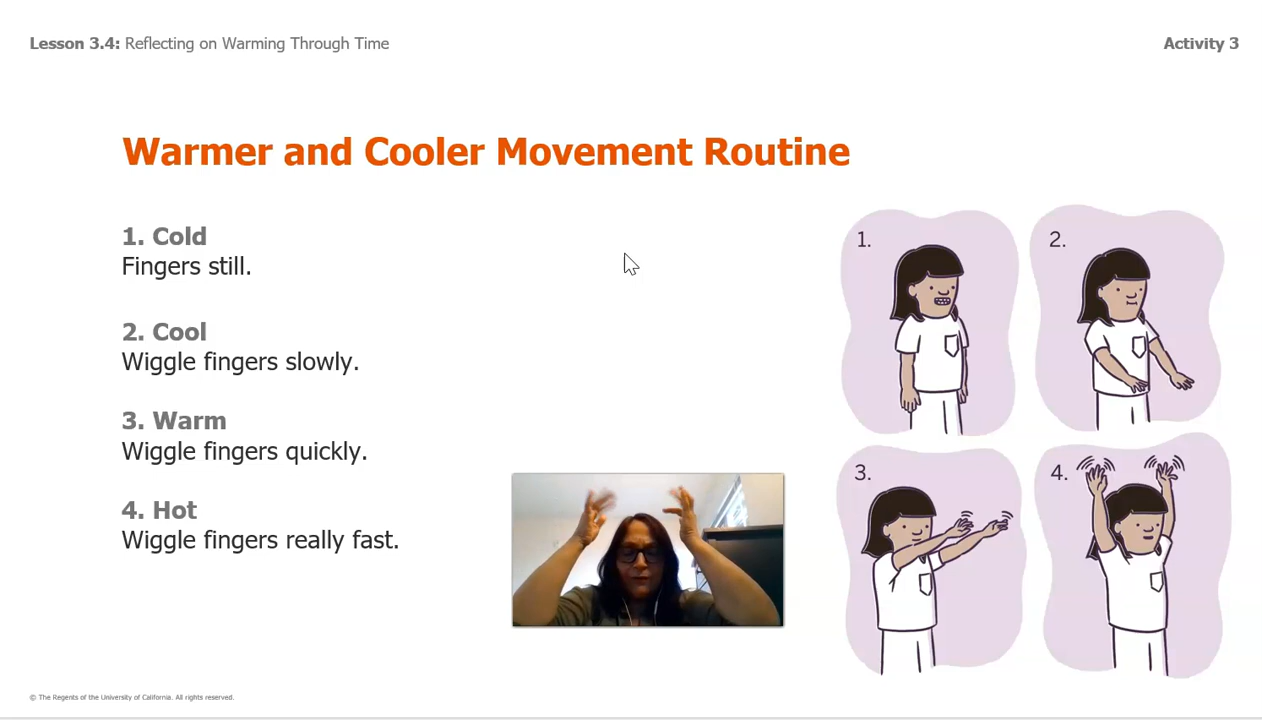 Lesson 3.4: Reflecting on Warming Through Time
Activity 3
Warmer and Cooler Movement Routine
1. Cold
Fingers still.
2. Cool
Wiggle fingers slowly.
3. Warm
Wiggle fingers quickly.
4. Hot
Wiggle fingers really fast.
1.
2.
3.
4.
© The Regents of the University of California. All rights reserved.